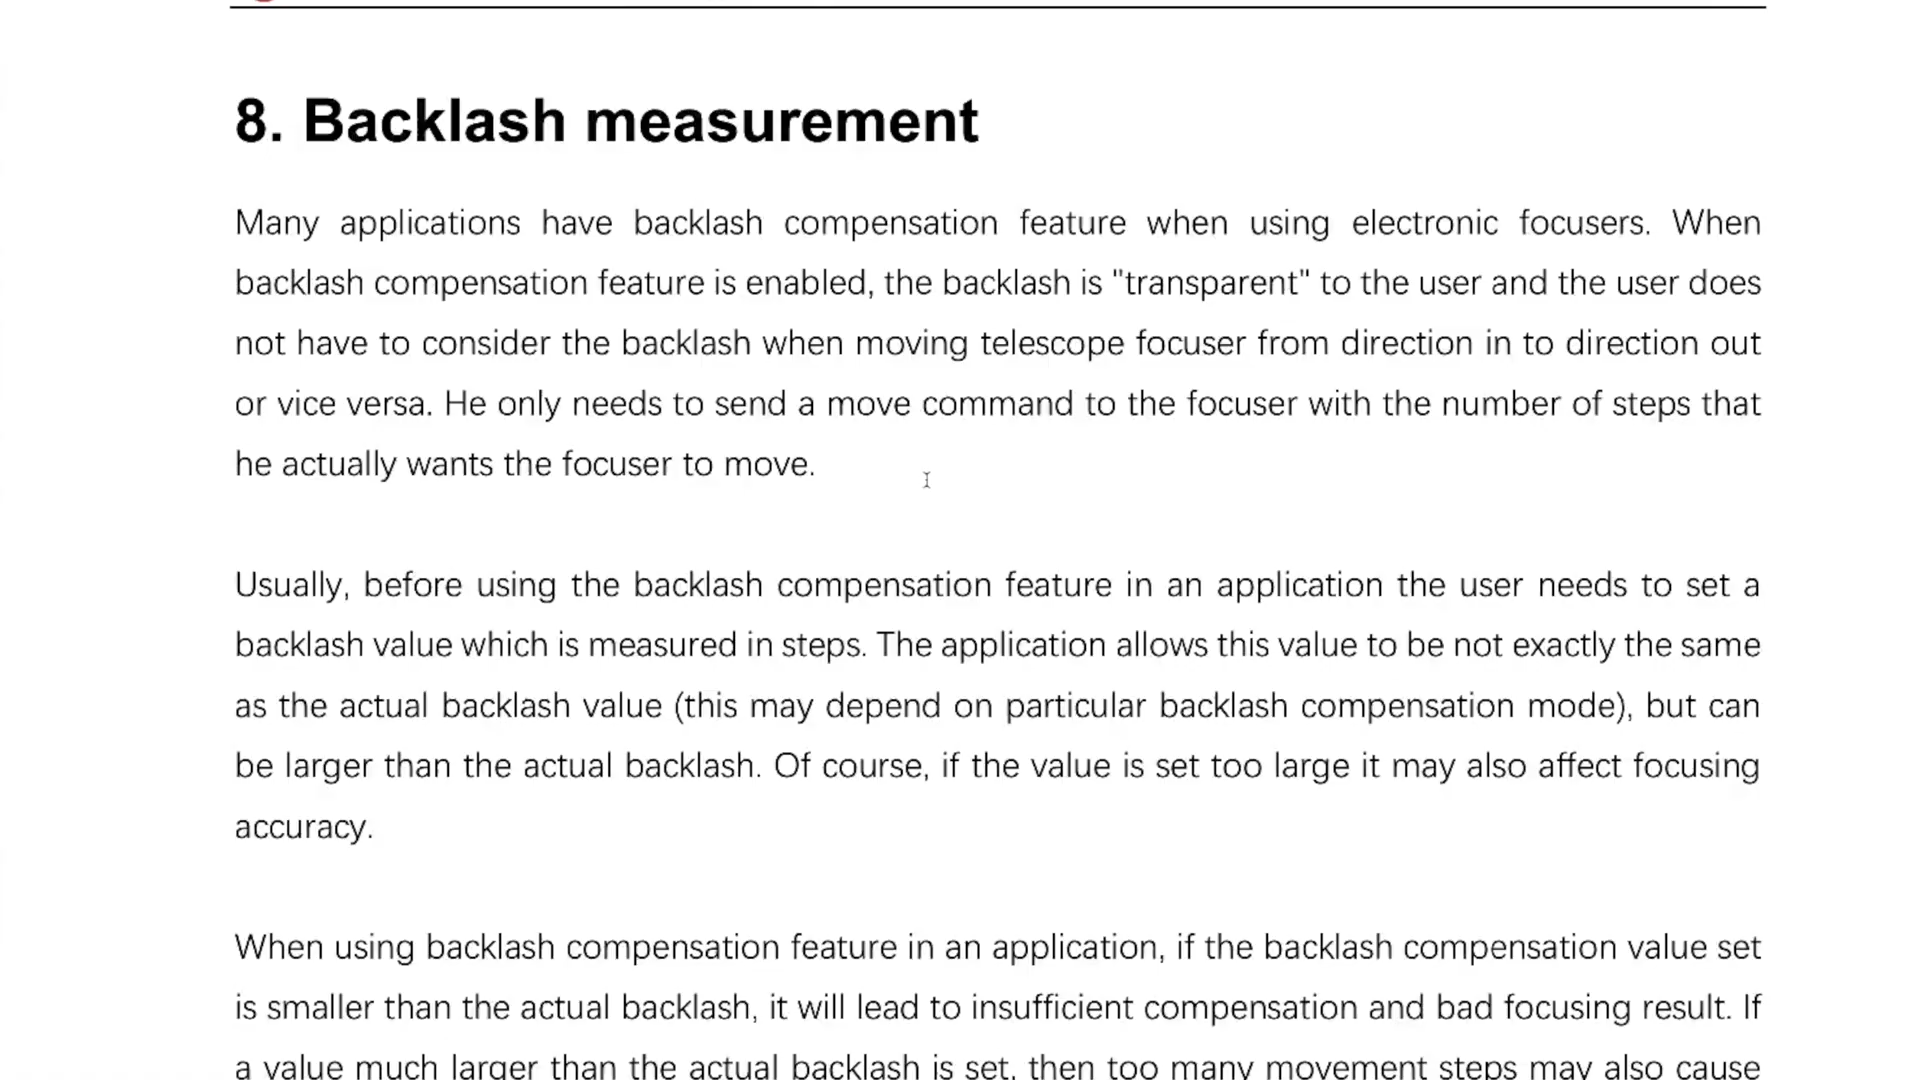 8. Backlash measurement
Many applications have backlash compensation feature when using electronic focusers. When
backlash compensation feature is enabled, the backlash is "transparent" to the user and the user does
not have to consider the backlash when moving telescope focuser from direction in to direction out
or vice versa. He only needs to send a move command to the focuser with the number of steps that
he actually wants the focuser to move.
Usually, before using the backlash compensation feature in an application the user needs to set a
backlash value which is measured in steps. The application allows this value to be not exactly the same
as the actual backlash value (this may depend on particular backlash compensation mode), but can
be larger than the actual backlash. Of course, if the value is set too large it may also affect focusing
accuracy.
When using backlash compensation feature in an application, if the backlash compensation value set
is smaller than the actual backlash, it will lead to insufficient compensation and bad focusing result. If
a value much larger than the actual backlash is set, then too many movement steps may also cause